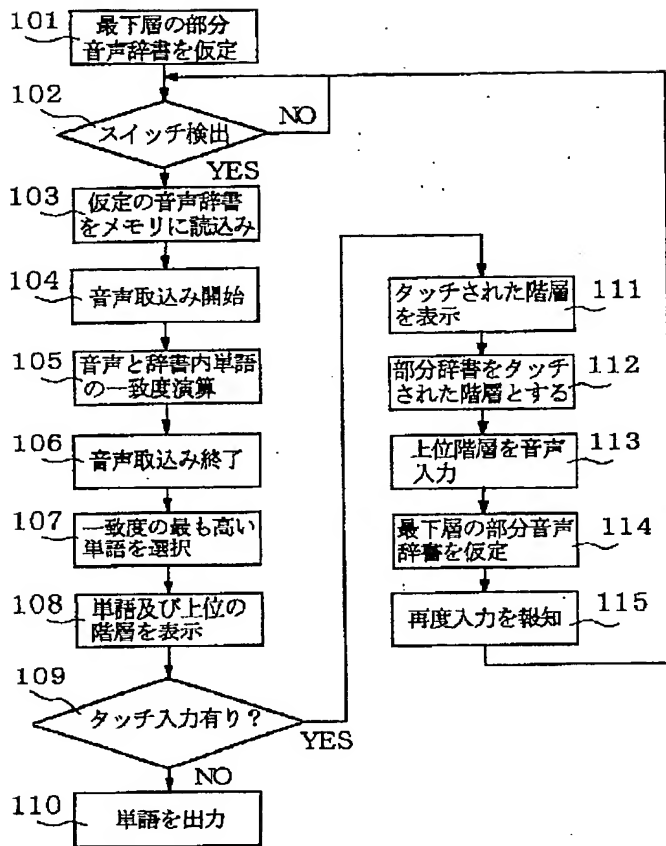 101
最下層の部分
音声辞書を仮定
102
スイッチ検出
NO
YES
103
仮定の音声辞書
をメモリに読込み
104
音声取込み開始
105
音声と辞書内単語
の一致度演算
106
音声取込み終了
107
一致度の最も高い
単語を選択
108
単語及び上位の
階層を表示
109
タッチ入力有り?
YES
NO
110
単語を出力
タッチされた階層
を表示
111
部分辞書をタッチ
された階層とする
112
上位階層を音声
入力
113
最下層の部分音声
辞書を仮定
114
再度入力を報知
115